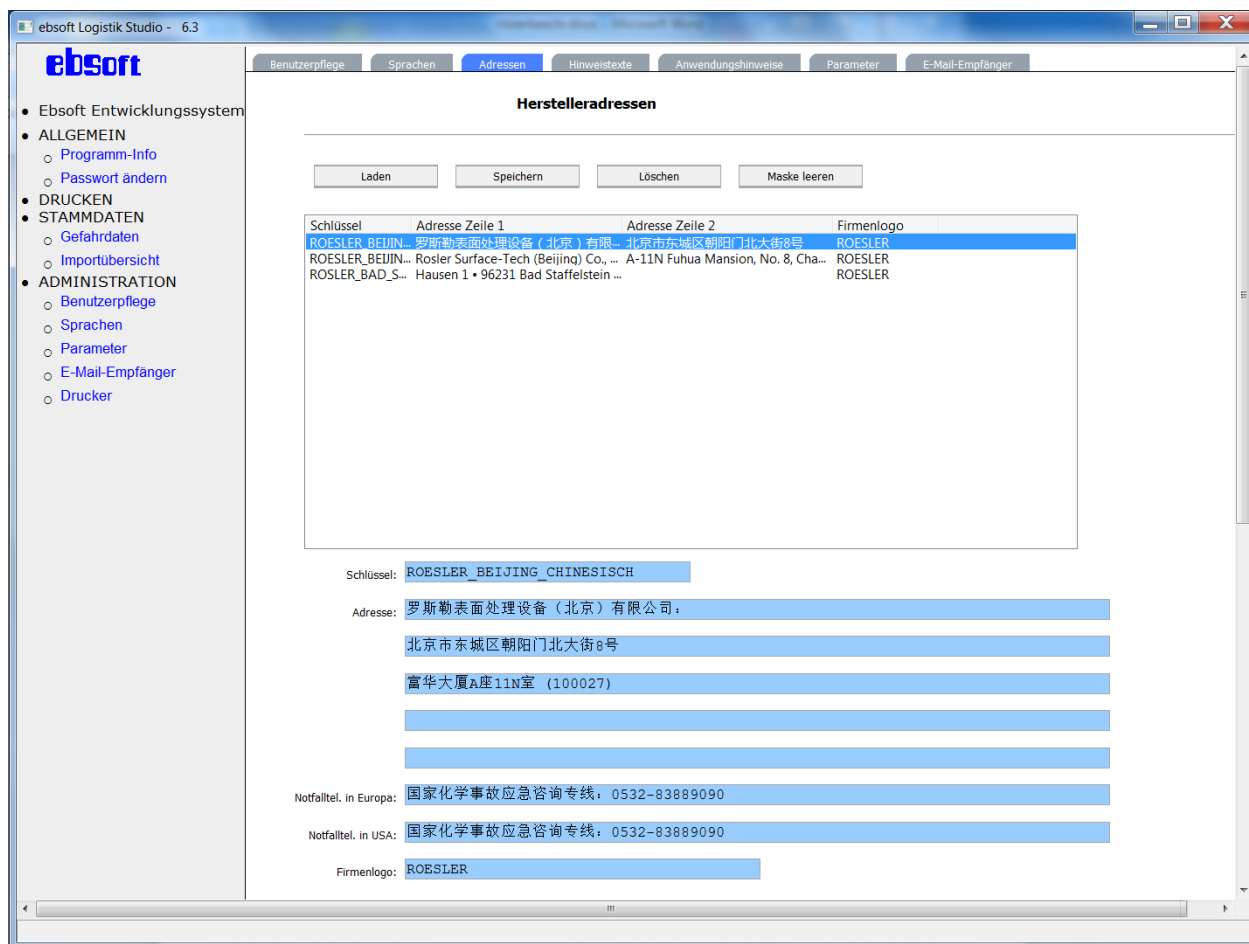 ebsoft Logistik Studio - 6.3
ebsoft
Benutzerpflege Sprachen Adressen Hinweistexte Anwendungshinweise Parameter E-Mail-Empfänger
Herstelleradressen
Ebsoft Entwicklungssystem
ALLGEMEIN
Programm-Info
Passwort ändern
DRUCKEN
STAMMDATEN
Gefahrdaten
Importübersicht
ADMINISTRATION
Benutzerpflege
Sprachen
Parameter
E-Mail-Empfänger
Drucker
Laden Speichern Löschen Maske leeren
Schlüssel Adresse Zeile 1 Adresse Zeile 2 Firmenlogo
ROESLER_BEIJIN... 罗斯勒表面处理设备（北京）有限... 北京市东城区朝阳门北大街8号 ROESLER
ROESLER_BEIJIN... Rosler Surface-Tech (Beijing) Co., ... A-11N Fuhua Mansion, No. 8, Cha... ROESLER
ROSLER_BAD_S... Hausen 1 • 96231 Bad Staffelstein ... ROESLER
Schlüssel: ROESLER_BEIJING_CHINESISCH
Adresse: 罗斯勒表面处理设备（北京）有限公司：
北京市东城区朝阳门北大街8号
富华大厦A座11N室 (100027)
Notfalltel. in Europa: 国家化学事故应急咨询专线：0532-83889090
Notfalltel. in USA: 国家化学事故应急咨询专线：0532-83889090
Firmenlogo: ROESLER